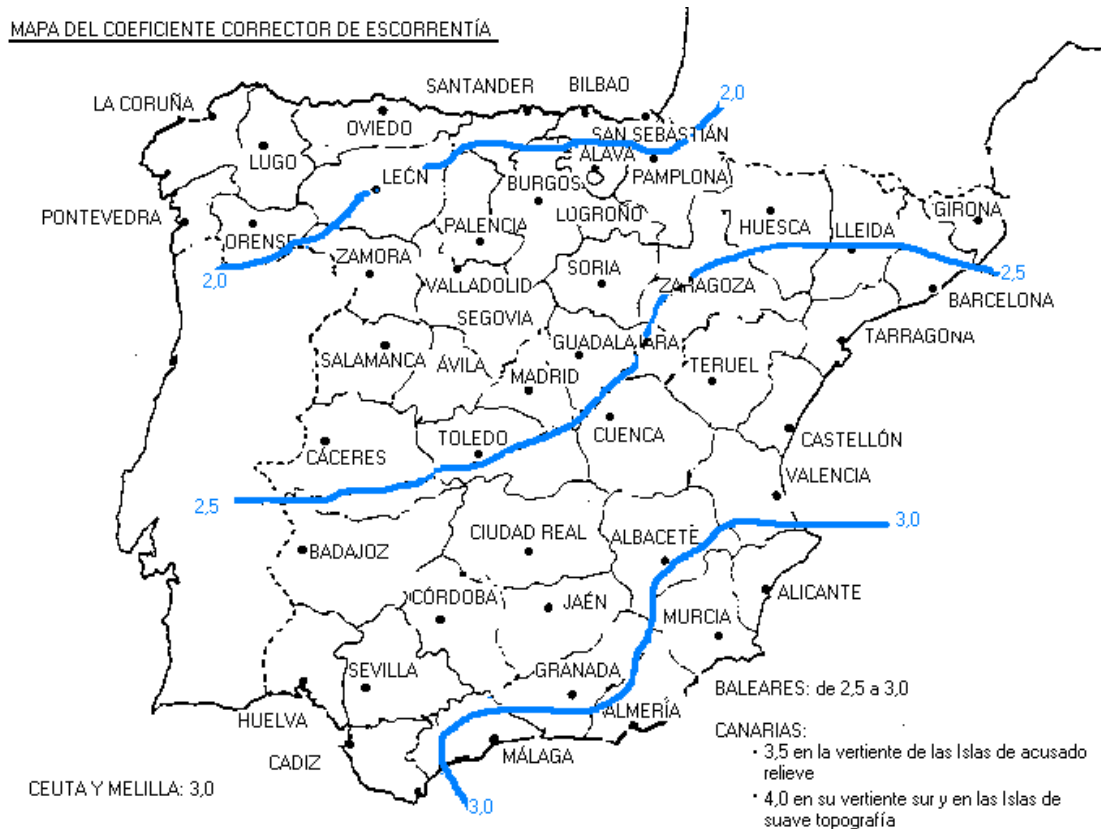 MAPA DEL COEFICIENTE CORRECTOR DE ESCORRENTÍA
SANTANDER
BILBAO
LA CORUÑA
OVIEDO
2,0
SAN SEBASTIÁN
LUGO
ÁLAVA
LEÓN
BURGOS
PAMPLONA
PONTEVEDRA
ORENSE
PALENCIA
LOGROÑO
HUESCA
LLEIDA
GIRONA
2,0
ZAMORA
VALLADOLID
SORIA
ZARAGOZA
2,5
BARCELONA
SEGOVIA
TARRAGONA
SALAMANCA
ÁVILA
GUADALAJARA
MADRID
TERUEL
CÁCERES
TOLEDO
CUENCA
CASTELLÓN
VALENCIA
2,5
3,0
BADAJOZ
CIUDAD REAL
ALBACETE
CÓRDOBA
JAÉN
ALICANTE
MURCIA
SEVILLA
GRANADA
BALEARES: de 2,5 a 3,0
HUELVA
ALMERÍA
CANARIAS:
CADIZ
MÁLAGA
· 3,5 en la vertiente de las Islas de acusado
relieve
CEUTA Y MELILLA: 3,0
3,0
· 4,0 en su vertiente sur y en las Islas de
suave topografía